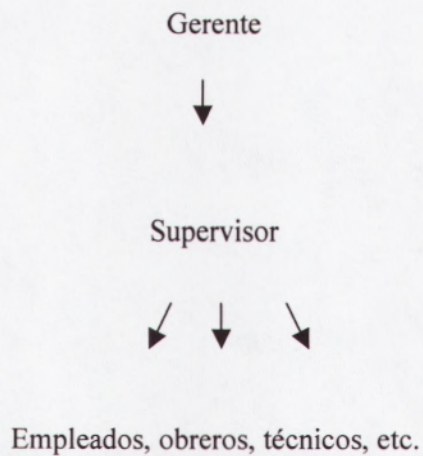 Gerente
Supervisor
Empleados, obreros, técnicos, etc.